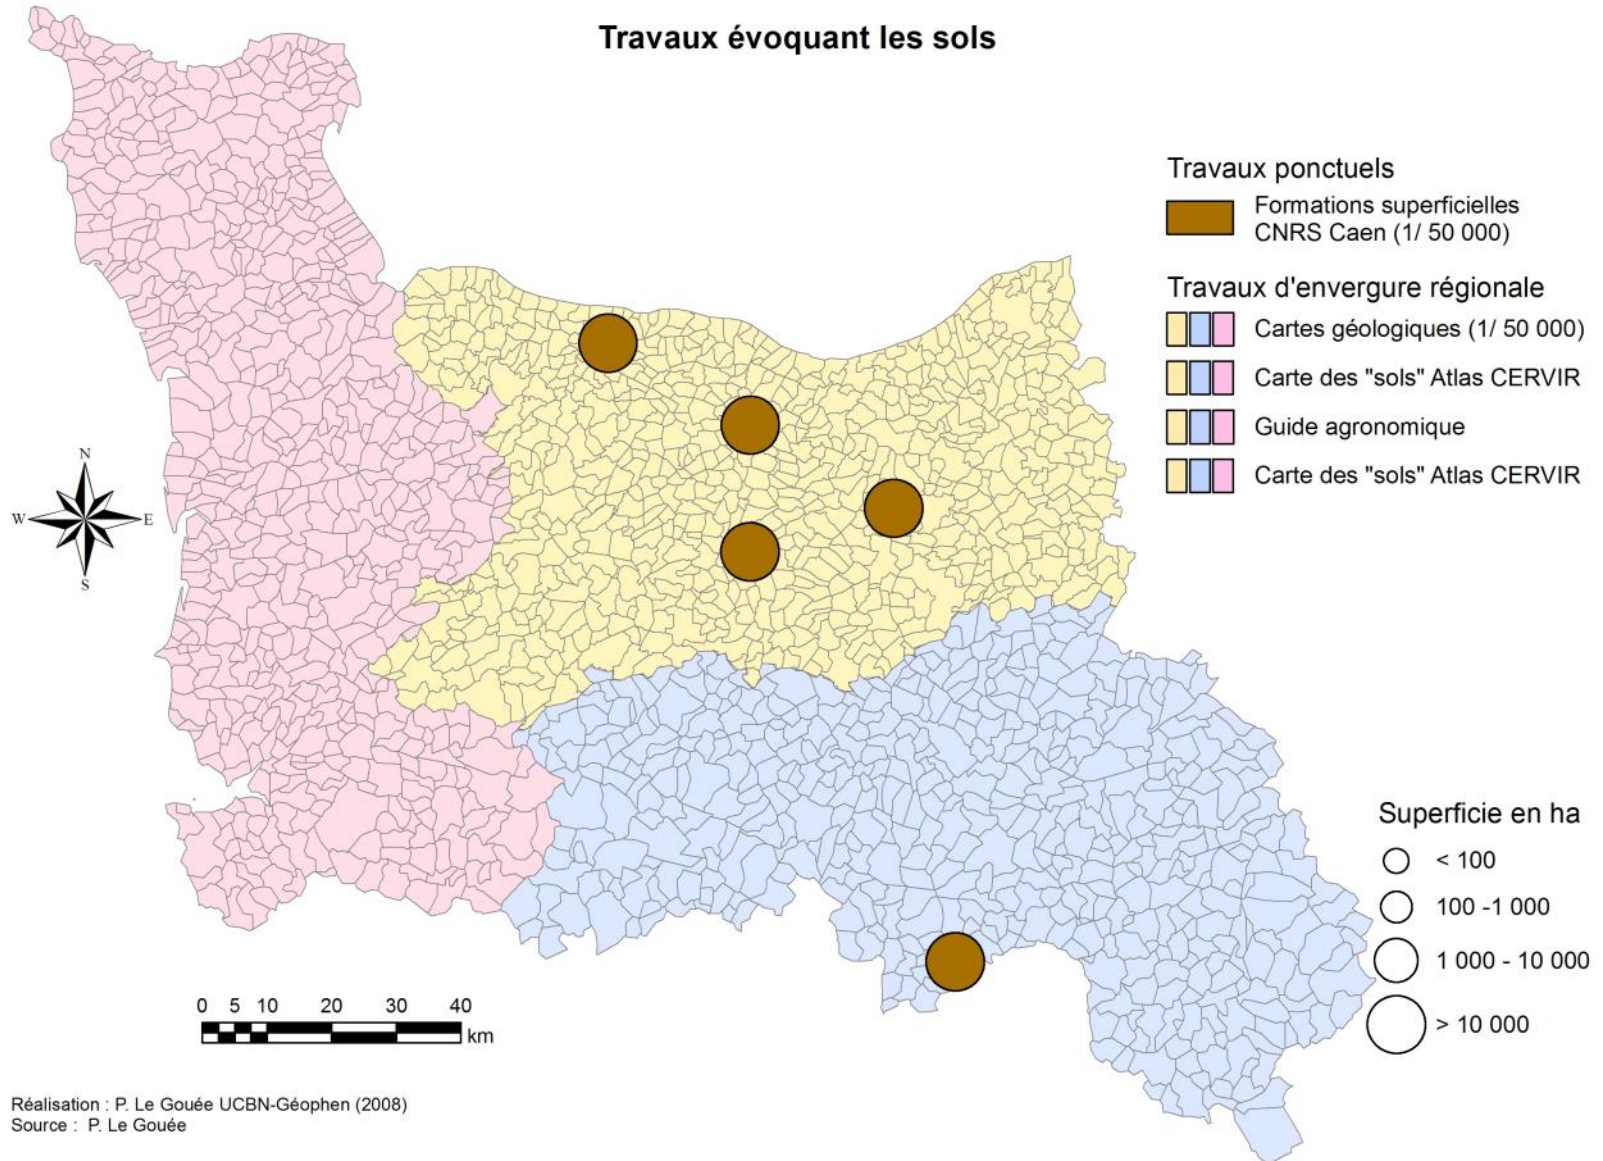 Travaux évoquant les sols
Travaux ponctuels
Formations superficielles
CNRS Caen (1/ 50 000)
Travaux d'envergure régionale
Cartes géologiques (1/ 50 000)
Carte des "sols" Atlas CERVIR
Guide agronomique
Carte des "sols" Atlas CERVIR
N
W E
S
Superficie en ha
< 100
100 -1 000
1 000 - 10 000
> 10 000
0 5 10 20 30 40
km
Réalisation : P. Le Gouée UCBN-Géophen (2008)
Source : P. Le Gouée